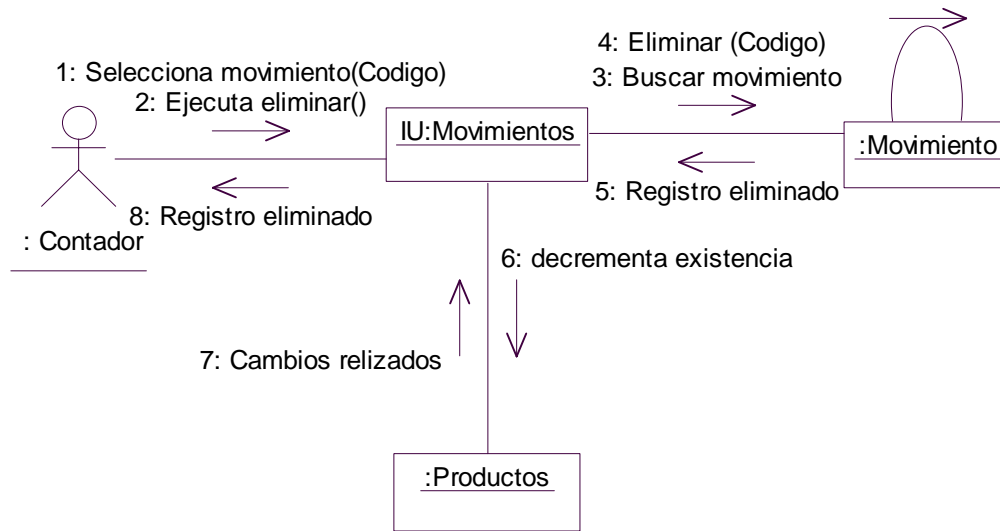 4: Eliminar (Codigo)
1: Selecciona movimiento(Codigo)
3: Buscar movimiento
2: Ejecuta eliminar()
IU:Movimientos
:Movimiento
8: Registro eliminado
5: Registro eliminado
: Contador
6: decrementa existencia
7: Cambios relizados
:Productos